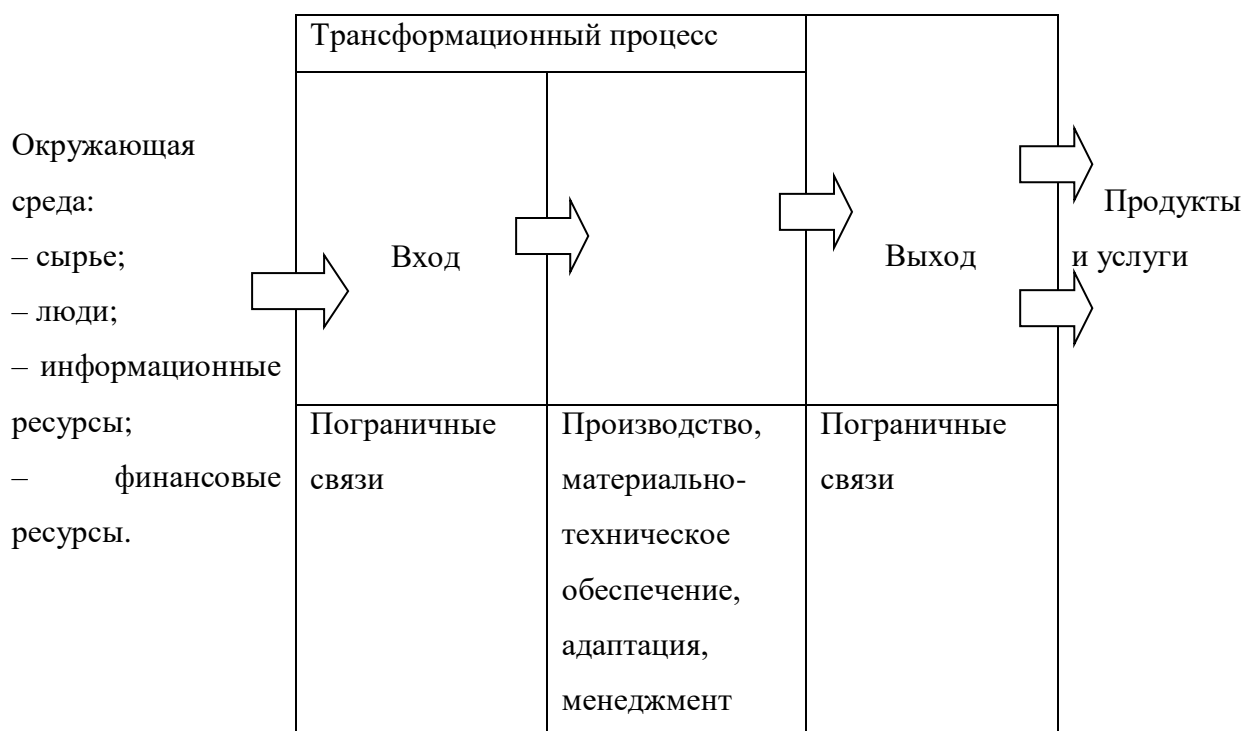 Трансформационный процесс
Окружающая
среда:
– сырье;
– люди;
– информационные
ресурсы;
– финансовые
ресурсы.
Вход
Выход
Продукты
и услуги
Пограничные
связи
Производство,
материально-
техническое
обеспечение,
адаптация,
менеджмент
Пограничные
связи